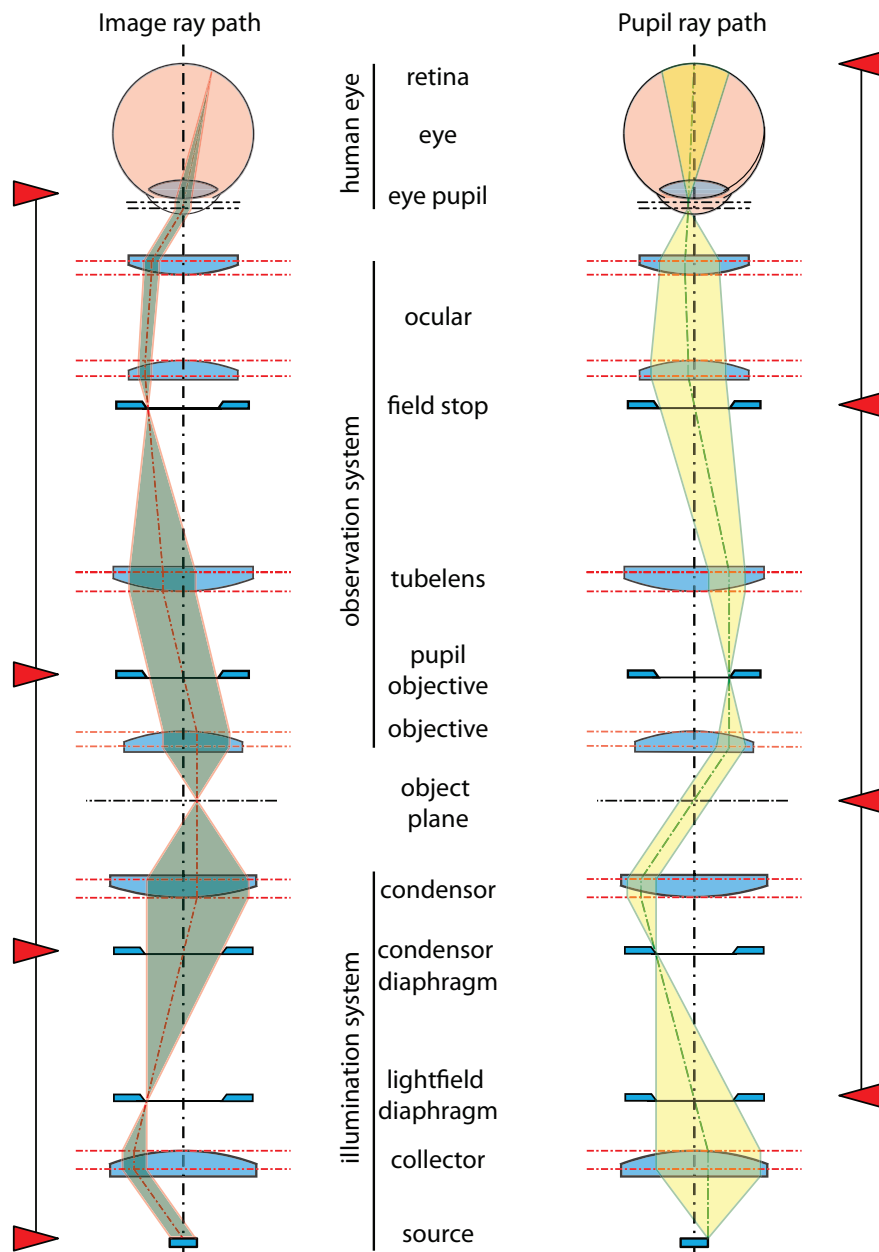 Image ray path
Pupil ray path
human eye
retina
eye
eye pupil
observation system
ocular
field stop
tubelens
pupil
objective
objective
object
plane
illumination system
condensor
condensor
diaphragm
lightfield
diaphragm
collector
source